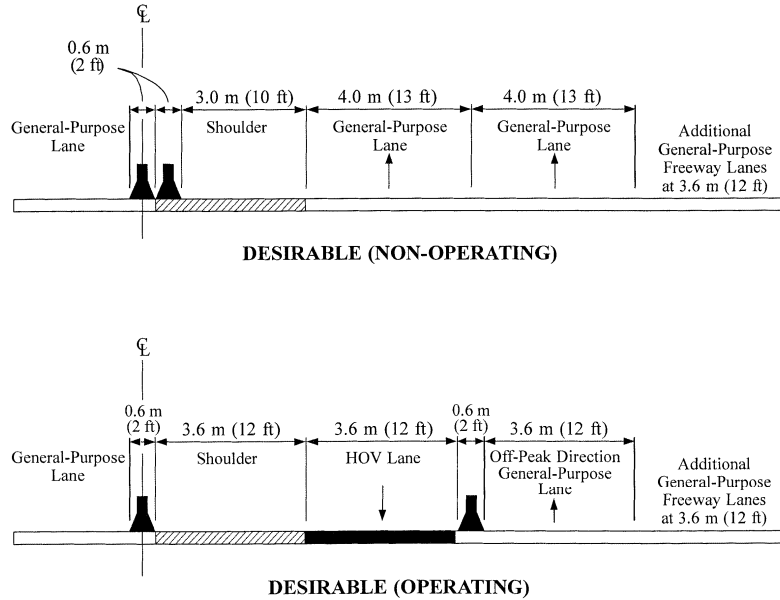 ℄
0.6 m
(2 ft)
3.0 m (10 ft)
4.0 m (13 ft)
4.0 m (13 ft)
General-Purpose
Lane
Shoulder
General-Purpose
Lane
General-Purpose
Lane
Additional
General-Purpose
Freeway Lanes
at 3.6 m (12 ft)
DESIRABLE (NON-OPERATING)
℄
0.6 m
(2 ft)
3.6 m (12 ft)
3.6 m (12 ft)
0.6 m
(2 ft)
3.6 m (12 ft)
General-Purpose
Lane
Shoulder
HOV Lane
Off-Peak Direction
General-Purpose
Lane
Additional
General-Purpose
Freeway Lanes
at 3.6 m (12 ft)
DESIRABLE (OPERATING)